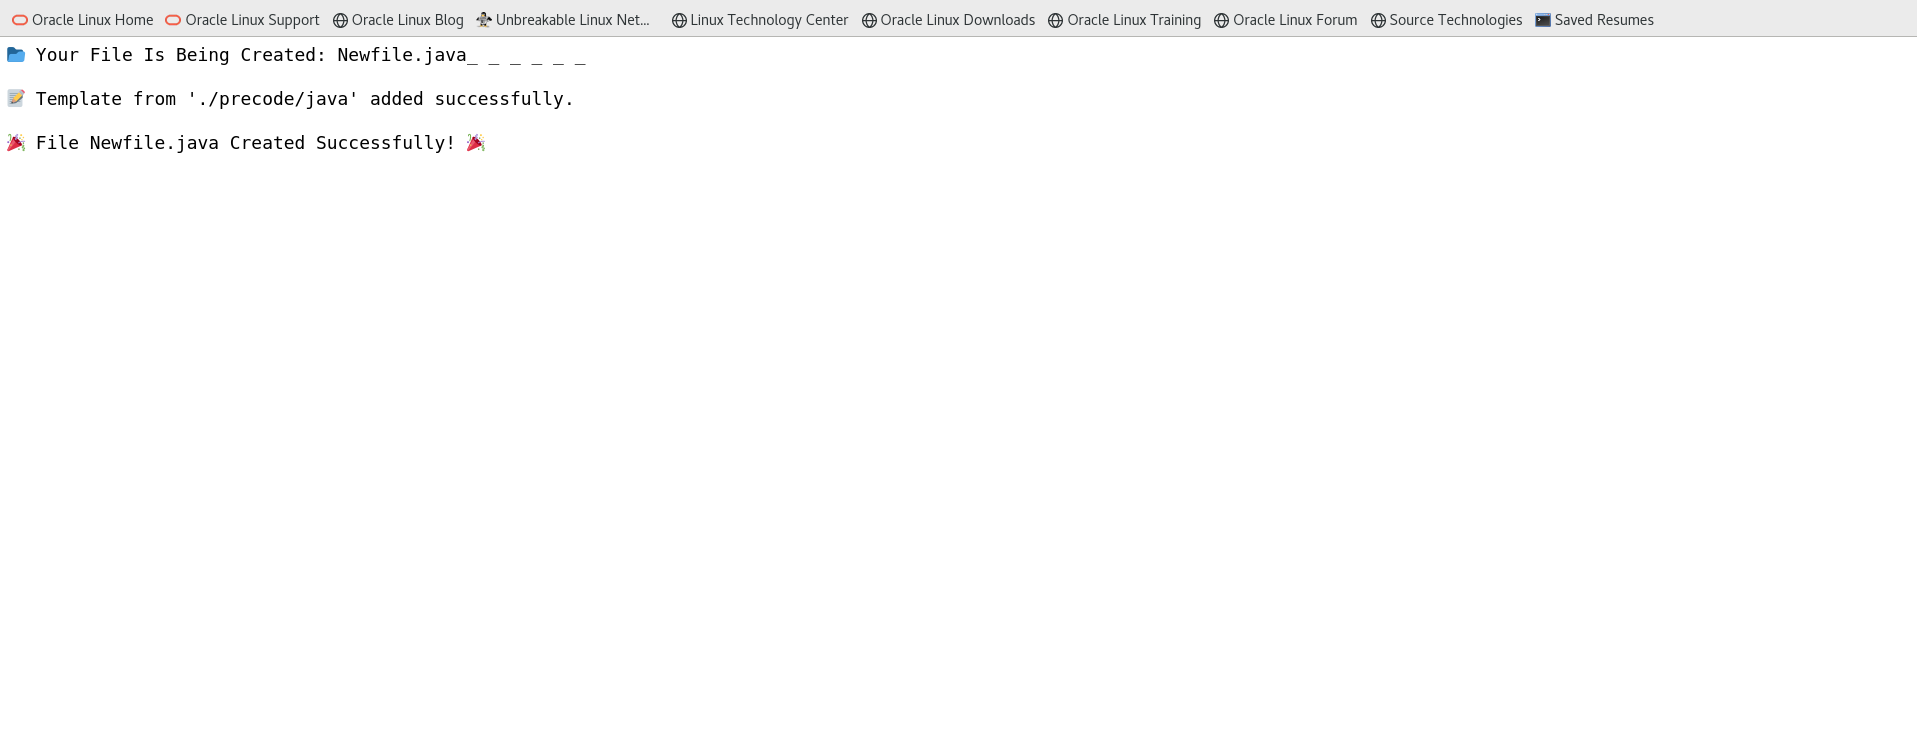 Oracle Linux Home Oracle Linux Support Oracle Linux Blog Unbreakable Linux Net... Linux Technology Center Oracle Linux Downloads Oracle Linux Training Oracle Linux Forum Source Technologies Saved Resumes
📂 Your File Is Being Created: Newfile.java_ _ _ _ _ _
📝 Template from './precode/java' added successfully.
🎉 File Newfile.java Created Successfully! 🎉